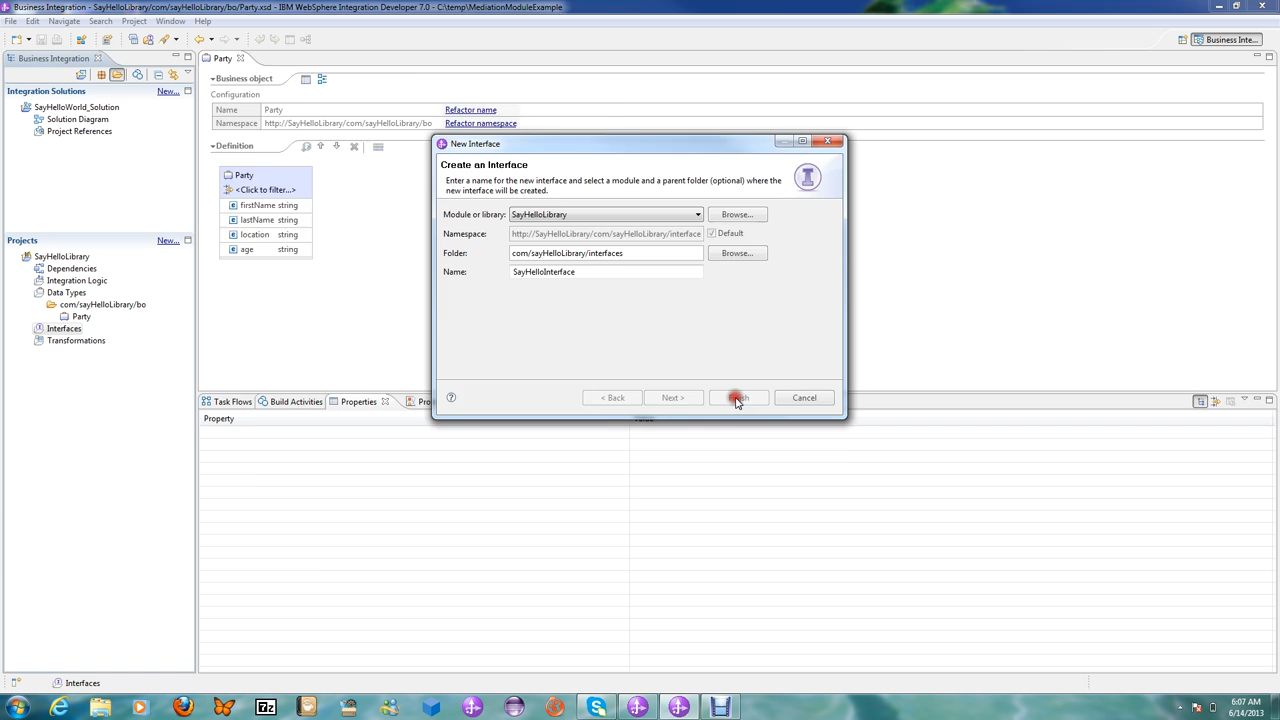 Business Integration - SayHelloLibrary/com/sayHelloLibrary/bo/Party.xsd - IBM WebSphere Integration Developer 7.0 - C:\temp\MediationModuleExample
File Edit Navigate Search Project Window Help
Business Inte...
Business Integration
Party
Integration Solutions New...
SayHelloWorld_Solution
Solution Diagram
Project References
Business object
Configuration
Name Party Refactor name
Namespace http://SayHelloLibrary/com/sayHelloLibrary/bo Refactor namespace
Definition
Party
<Click to filter...>
firstName string
lastName string
location string
age string
Projects New...
SayHelloLibrary
Dependencies
Integration Logic
Data Types
com/sayHelloLibrary/bo
Party
Interfaces
Transformations
New Interface
Create an Interface
Enter a name for the new interface and select a module and a parent folder (optional) where the
new interface will be created.
Module or library: SayHelloLibrary Browse...
Namespace: http://SayHelloLibrary/com/sayHelloLibrary/interface Default
Folder: com/sayHelloLibrary/interfaces Browse...
Name: SayHelloInterface
< Back Next > Cancel
Task Flows Build Activities Properties
Property
Interfaces
7z
6:07 AM
6/14/2013